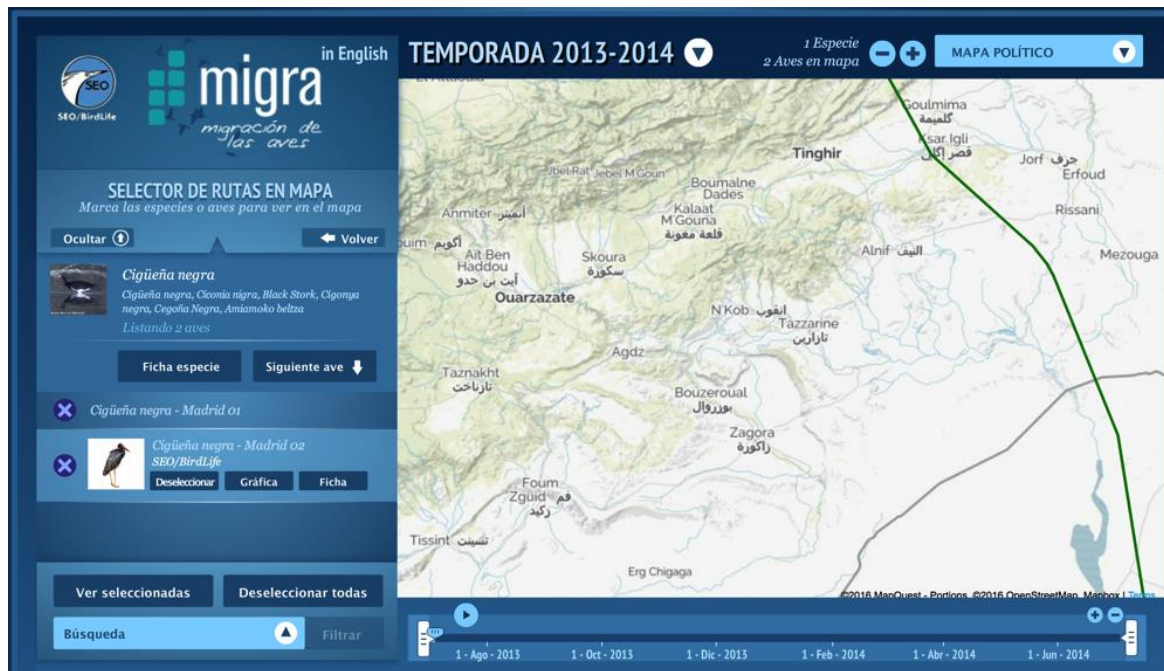 SEO
SEO/BirdLife
in English
migra
migración de
las aves
SELECTOR DE RUTAS EN MAPA
Marca las especies o aves para ver en el mapa
Ocultar
Volver
Cigüeña negra
Cigüeña negra, Ciconia nigra, Black Stork, Cigonya
negra, Cegoña Negra, Amiamoko beltza
Listando 2 aves
Ficha especie
Siguiente ave
Cigüeña negra - Madrid 01
Cigüeña negra - Madrid 02
SEO/BirdLife
Deseleccionar
Gráfica
Ficha
Ver seleccionadas
Deseleccionar todas
Búsqueda
Filtrar
TEMPORADA 2013-2014
1 Especie
2 Aves en mapa
MAPA POLÍTICO
Goulmima
كلميمة
Ksar Igli
قصر إكلي
Tinghir
Jorf جرف
Erfoud
Jbel Rat
Jebel M Goun
Boumalne
Dades
Rissani
Anmiter أنميتر
Kalaat
M'Gouna
قلعة مغونة
أكويم
Ait Ben
Haddou
أيت بن حدو
Skoura
سكورة
Alnif النيف
Mezouga
Ouarzazate
N'Kob انقوب
Tazzarine
تازارين
Agdz
Taznakht
تازناخت
Bouzeroual
بوزروال
Zagora
زاكورة
Foum
Zguid فم
زكيد
Tissint تسينت
Erg Chigaga
©2016 MapQuest - Portions, ©2016 OpenStreetMap, Mapbox | Terms
1 - Ago - 2013
1 - Oct - 2013
1 - Dic - 2013
1 - Feb - 2014
1 - Abr - 2014
1 - Jun - 2014